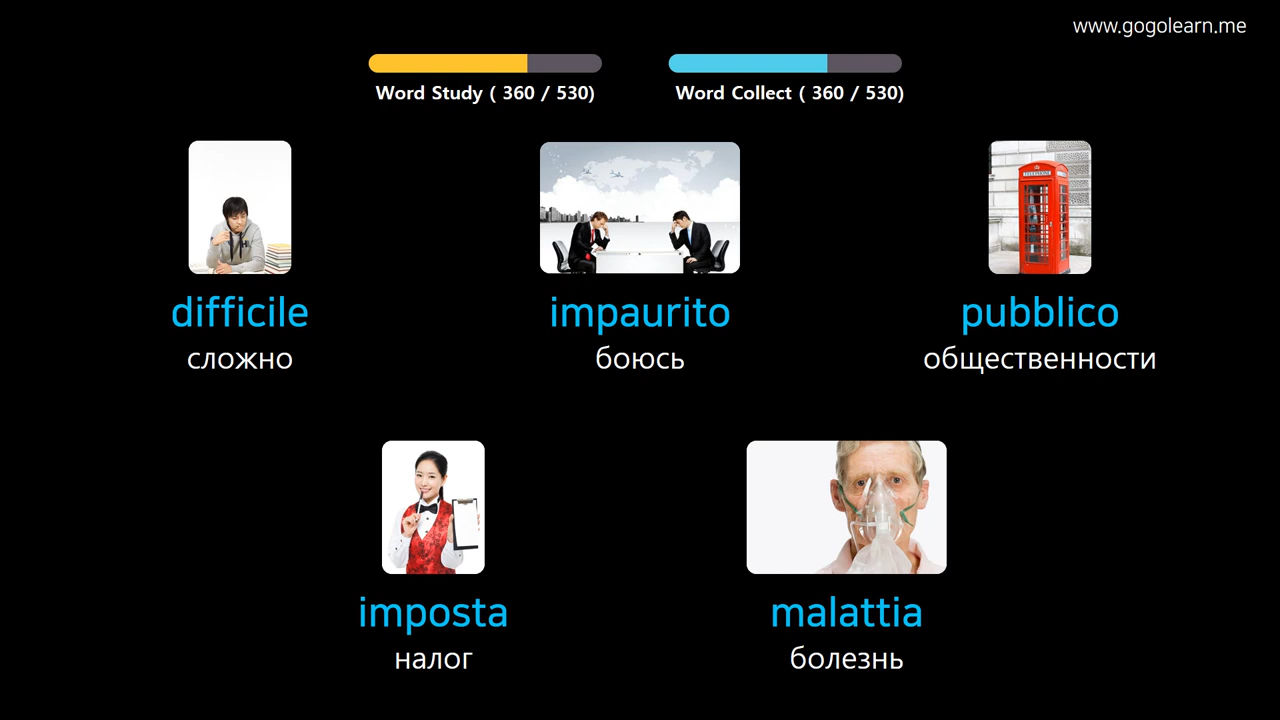 www.gogolearn.me
Word Study ( 360 / 530)
Word Collect ( 360 / 530)
TELEPHONE
difficile
impaurito
pubblico
сложно
боюсь
общественности
imposta
malattia
налог
болезнь